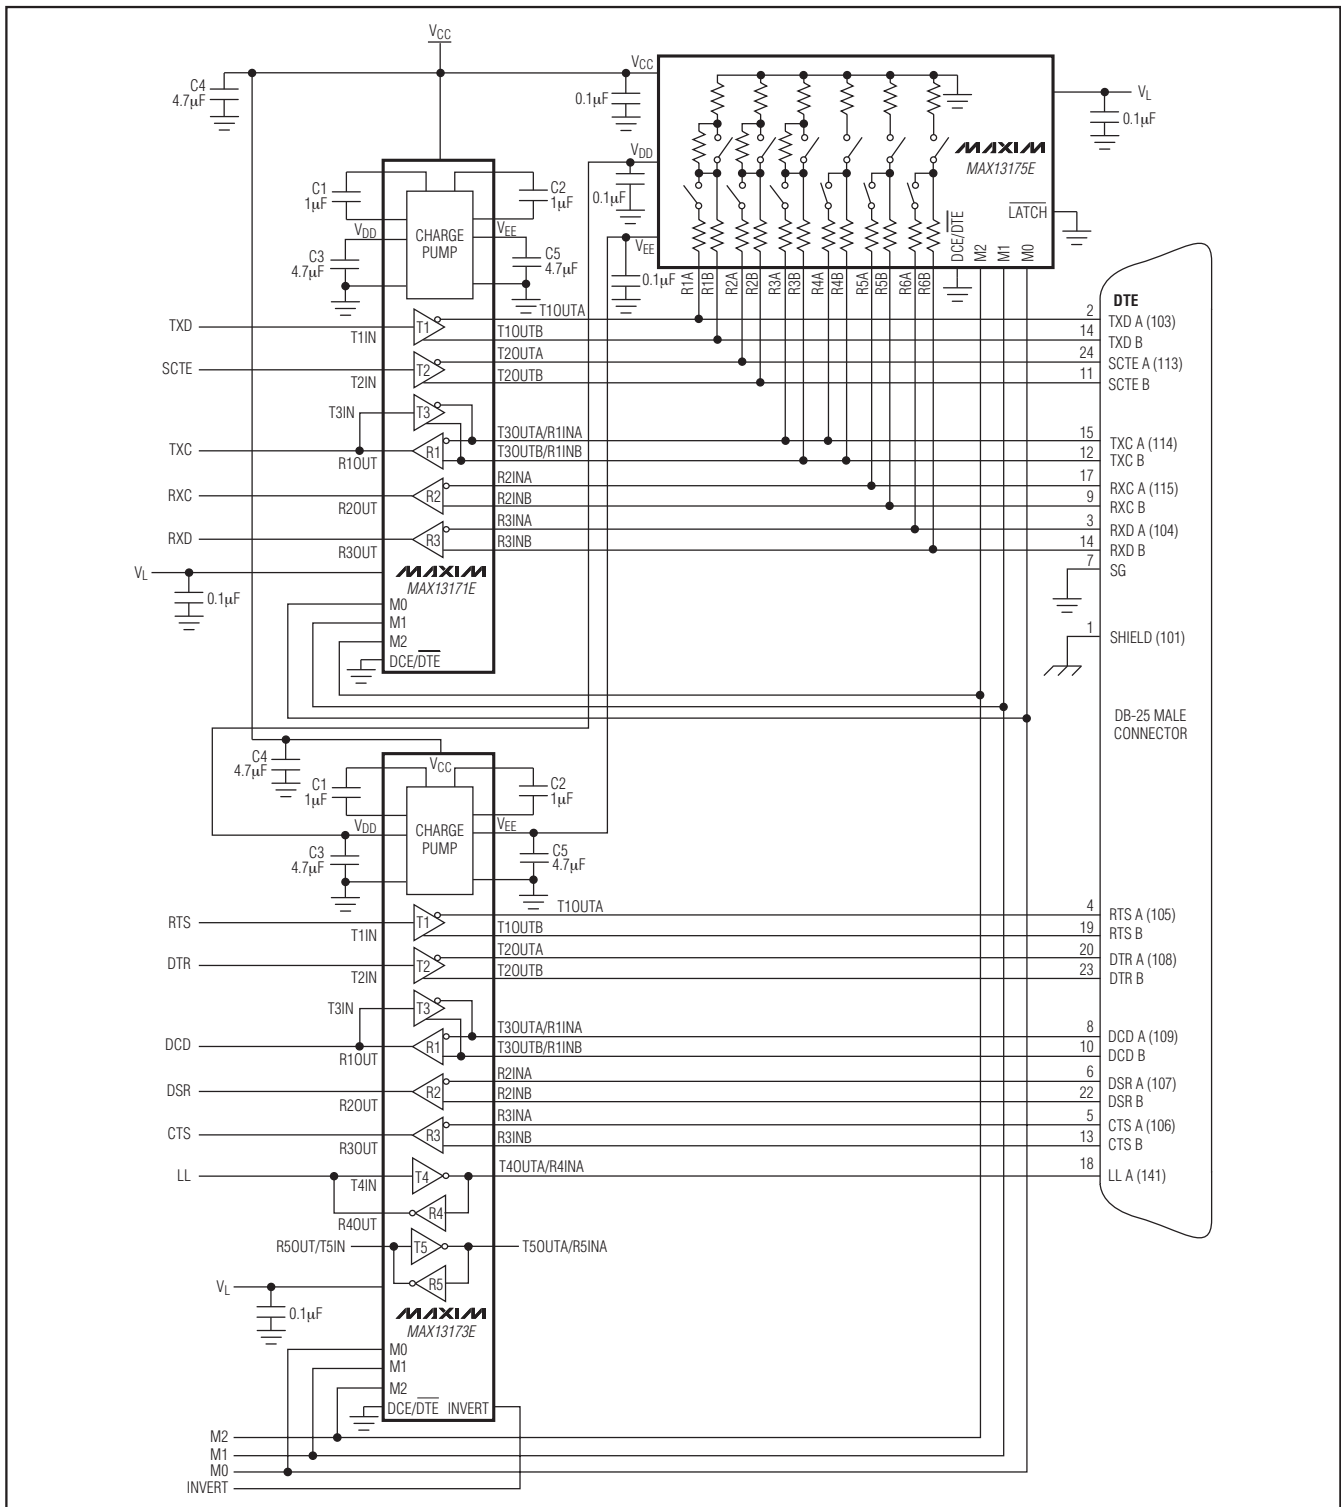 VCC
C4
4.7µF
VCC
0.1µF
VL
0.1µF
MAXIM
MAX13175E
VDD
0.1µF
LATCH
C1
1µF
C2
1µF
VDD
CHARGE
PUMP
VEE
C3
4.7µF
C5
4.7µF
VEE
0.1µF
R1A
R1B
R2A
R2B
R3A
R3B
R4A
R4B
R5A
R5B
R6A
R6B
DCE/DTE
M2
M1
M0
DTE
TXD
T1IN
T1
T1OUTA
T1OUTB
2
TXD A (103)
14
TXD B
SCTE
T2IN
T2
T2OUTA
T2OUTB
24
SCTE A (113)
11
SCTE B
T3IN
T3
TXC
R1OUT
R1
T3OUTA/R1INA
T3OUTB/R1INB
15
TXC A (114)
12
TXC B
RXC
R2OUT
R2
R2INA
R2INB
17
RXC A (115)
9
RXC B
RXD
R3OUT
R3
R3INA
R3INB
3
RXD A (104)
14
RXD B
7
SG
VL
0.1µF
MAXIM
MAX13171E
M0
M1
M2
DCE/DTE
1
SHIELD (101)
DB-25 MALE
CONNECTOR
C4
4.7µF
VCC
C1
1µF
C2
1µF
VDD
CHARGE
PUMP
VEE
C3
4.7µF
C5
4.7µF
RTS
T1IN
T1
T1OUTA
T1OUTB
4
RTS A (105)
19
RTS B
DTR
T2IN
T2
T2OUTA
T2OUTB
20
DTR A (108)
23
DTR B
T3IN
T3
DCD
R1OUT
R1
T3OUTA/R1INA
T3OUTB/R1INB
8
DCD A (109)
10
DCD B
DSR
R2OUT
R2
R2INA
R2INB
6
DSR A (107)
22
DSR B
CTS
R3OUT
R3
R3INA
R3INB
5
CTS A (106)
13
CTS B
LL
T4IN
T4
T4OUTA/R4INA
18
LL A (141)
R4OUT
R4
R5OUT/T5IN
T5
T5OUTA/R5INA
R5
VL
0.1µF
MAXIM
MAX13173E
M0
M1
M2
DCE/DTE INVERT
M2
M1
M0
INVERT